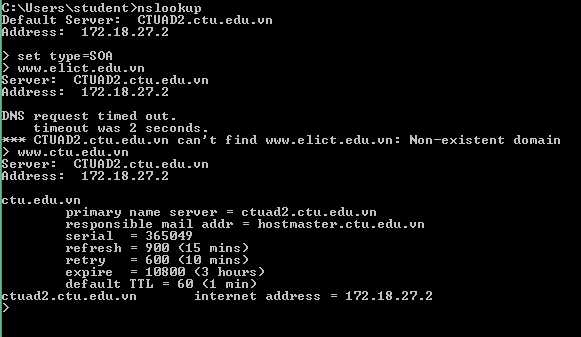 C:\Users\student>nslookup
Default Server:  CTUAD2.ctu.edu.vn
Address:  172.18.27.2
> set type=SOA
> www.elict.edu.vn
Server:  CTUAD2.ctu.edu.vn
Address:  172.18.27.2
DNS request timed out.
    timeout was 2 seconds.
*** CTUAD2.ctu.edu.vn can't find www.elict.edu.vn: Non-existent domain
> www.ctu.edu.vn
Server:  CTUAD2.ctu.edu.vn
Address:  172.18.27.2
ctu.edu.vn
        primary name server = ctuad2.ctu.edu.vn
        responsible mail addr = hostmaster.ctu.edu.vn
        serial  = 365049
        refresh = 900 (15 mins)
        retry   = 600 (10 mins)
        expire  = 10800 (3 hours)
        default TTL = 60 (1 min)
ctuad2.ctu.edu.vn       internet address = 172.18.27.2
>